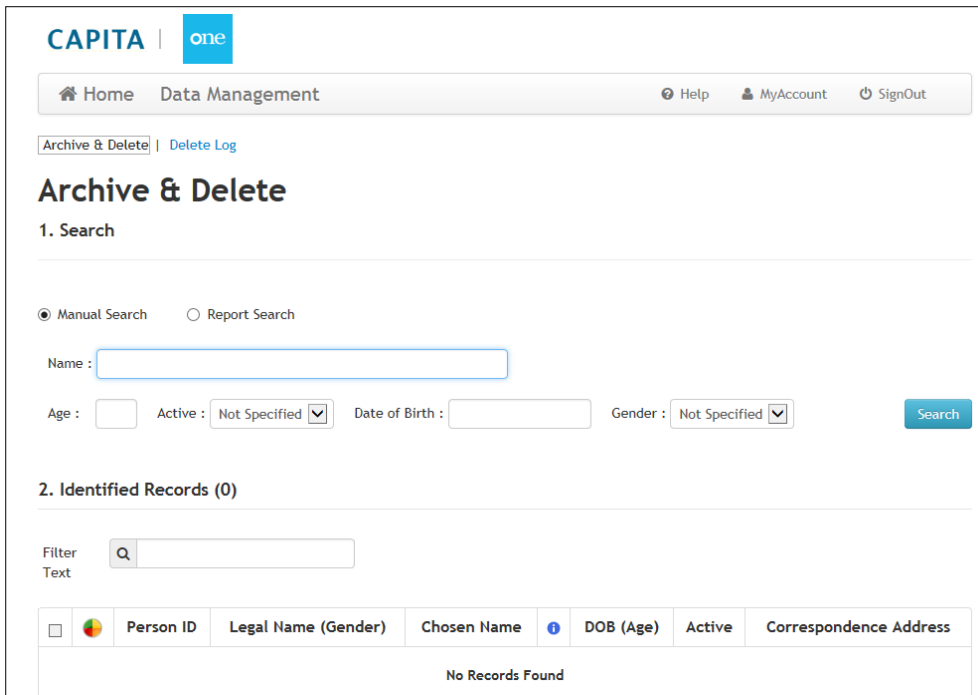 CAPITA | one
Home Data Management Help MyAccount SignOut
Archive & Delete | Delete Log
Archive & Delete
1. Search
Manual Search Report Search
Name :
Age : Active : Not Specified Date of Birth : Gender : Not Specified Search
2. Identified Records (0)
Filter
Text
Person ID Legal Name (Gender) Chosen Name i DOB (Age) Active Correspondence Address
No Records Found